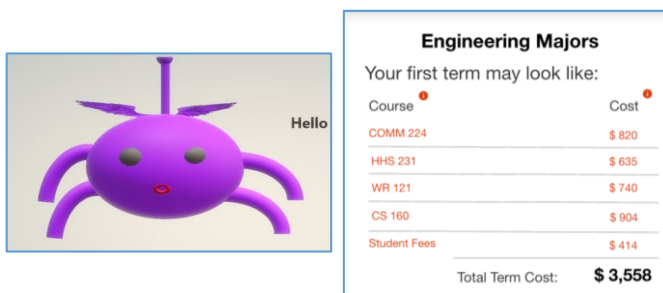 Hello
Engineering Majors
Your first term may look like:
Course Cost
COMM 224 $ 820
HHS 231 $ 635
WR 121 $ 740
CS 160 $ 904
Student Fees $ 414
Total Term Cost: $ 3,558